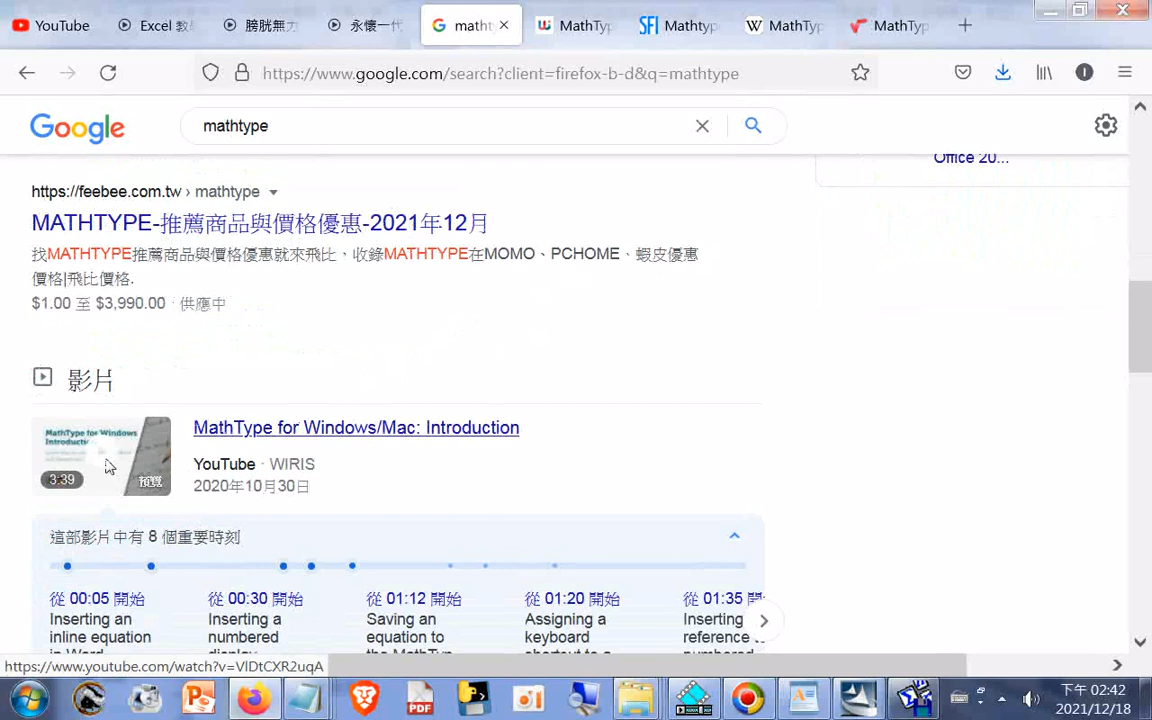 YouTube
Excel 教
膀胱無力
永懷一代
math
MathTyp
SFI Mathtyp
W MathTyp
MathTyp
https://www.google.com/search?client=firefox-b-d&q=mathtype
Google
mathtype
Office 20...
https://feebee.com.tw › mathtype
MATHTYPE-推薦商品與價格優惠-2021年12月
找MATHTYPE推薦商品與價格優惠就來飛比，收錄MATHTYPE在MOMO、PCHOME、蝦皮優惠
價格|飛比價格.
$1.00 至 $3,990.00 · 供應中
影片
MathType for Windows
Introduction
3:39
預覽
MathType for Windows/Mac: Introduction
YouTube · WIRIS
2020年10月30日
這部影片中有 8 個重要時刻
從 00:05 開始
Inserting an
inline equation
in Word
從 00:30 開始
Inserting a
numbered
display
從 01:12 開始
Saving an
equation to
the MathTyp
從 01:20 開始
Assigning a
keyboard
shortcut to a
從 01:35 開
Inserting
reference to
numbered
https://www.youtube.com/watch?v=VlDtCXR2uqA
PDF
下午 02:42
2021/12/18